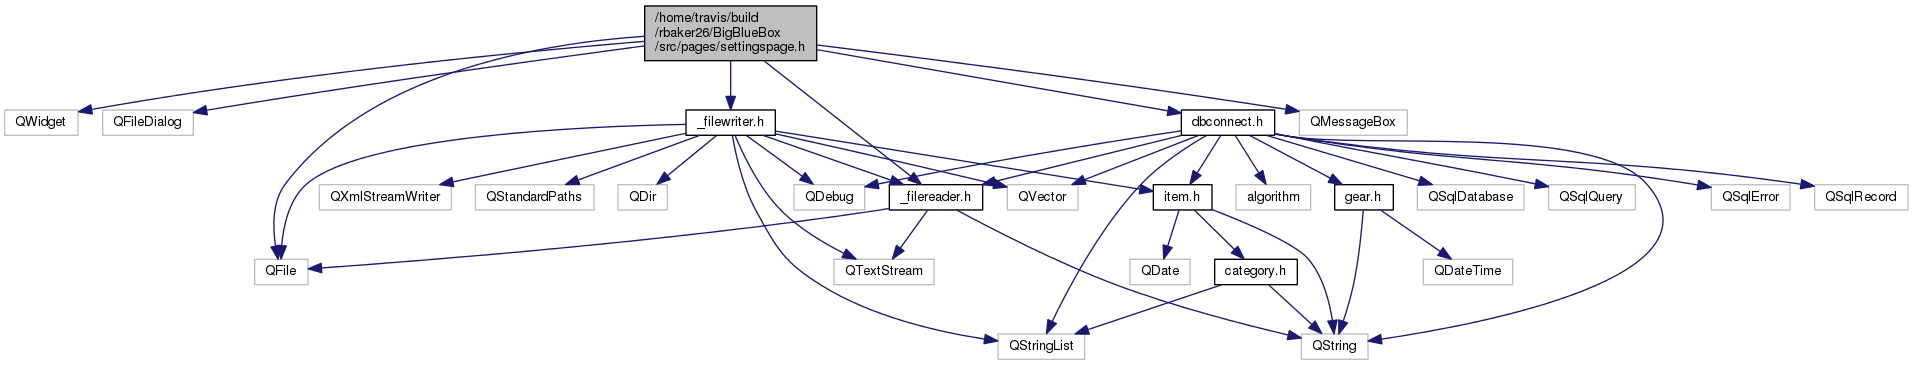 /home/travis/build
/rbaker26/BigBlueBox
/src/pages/settingspage.h
QWidget
QFileDialog
_filewriter.h
dbconnect.h
QMessageBox
QXmlStreamWriter
QStandardPaths
QDir
QDebug
_filereader.h
QVector
item.h
algorithm
gear.h
QSqlDatabase
QSqlQuery
QSqlError
QSqlRecord
QFile
QTextStream
QDate
category.h
QDateTime
QStringList
QString